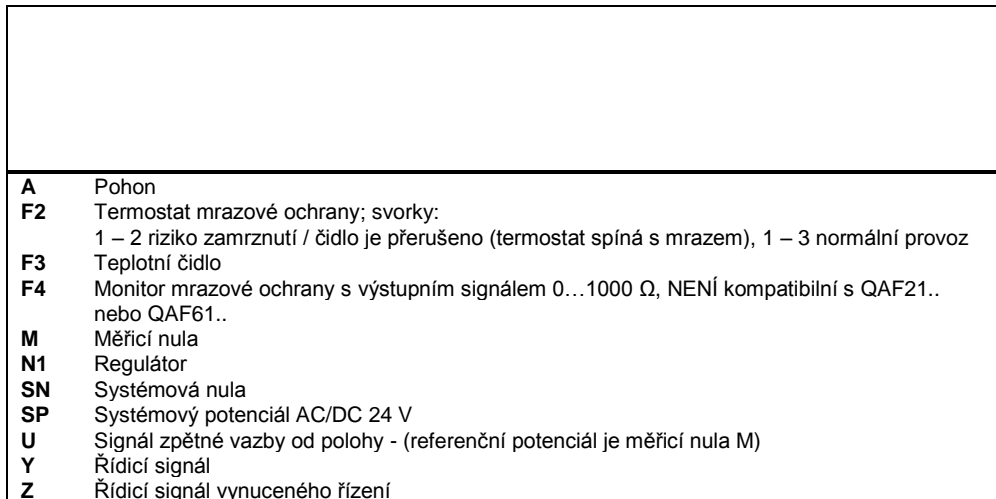 A Pohon
F2 Termostat mrazové ochrany; svorky:
1 – 2 riziko zamrznutí / čidlo je přerušeno (termostat spíná s mrazem), 1 – 3 normální provoz
F3 Teplotní čidlo
F4 Monitor mrazové ochrany s výstupním signálem 0…1000 Ω, NENÍ kompatibilní s QAF21..
nebo QAF61..
M Měřicí nula
N1 Regulátor
SN Systémová nula
SP Systémový potenciál AC/DC 24 V
U Signál zpětné vazby od polohy - (referenční potenciál je měřicí nula M)
Y Řídicí signál
Z Řídicí signál vynuceného řízení